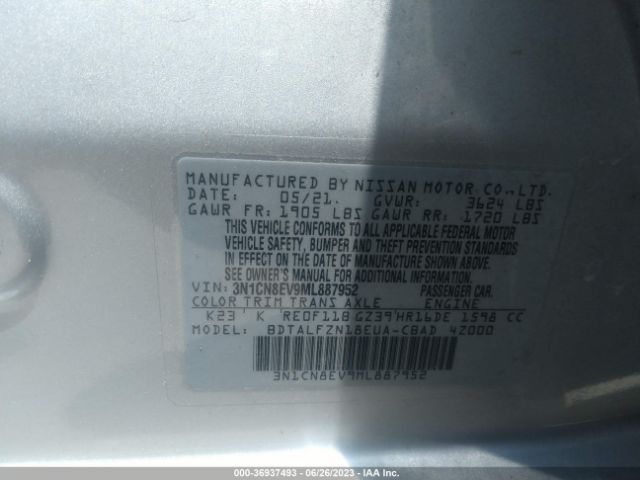 MANUFACTURED BY NISSAN MOTOR CO.,LTD.
DATE: 05/21. GVWR: 3624 LBS
GAWR FR: 1905 LBS GAWR RR: 1720 LBS
THIS VEHICLE CONFORMS TO ALL APPLICABLE FEDERAL MOTOR
VEHICLE SAFETY, BUMPER AND THEFT PREVENTION STANDARDS
IN EFFECT ON THE DATE OF MANUFACTURE SHOWN ABOVE.
SEE OWNER'S MANUAL FOR ADDITIONAL INFORMATION.
VIN: 3N1CN8EV9ML887952 PASSENGER CAR.
COLOR TRIM TRANS AXLE ENGINE
K23 K RE0F11B GZ39 HR16DE 1598 CC
BDTALFZN18EUA-CBAD 4Z000
3N1CN8EV9ML887952
000-36937493 - 06/26/2023 - IAA Inc.